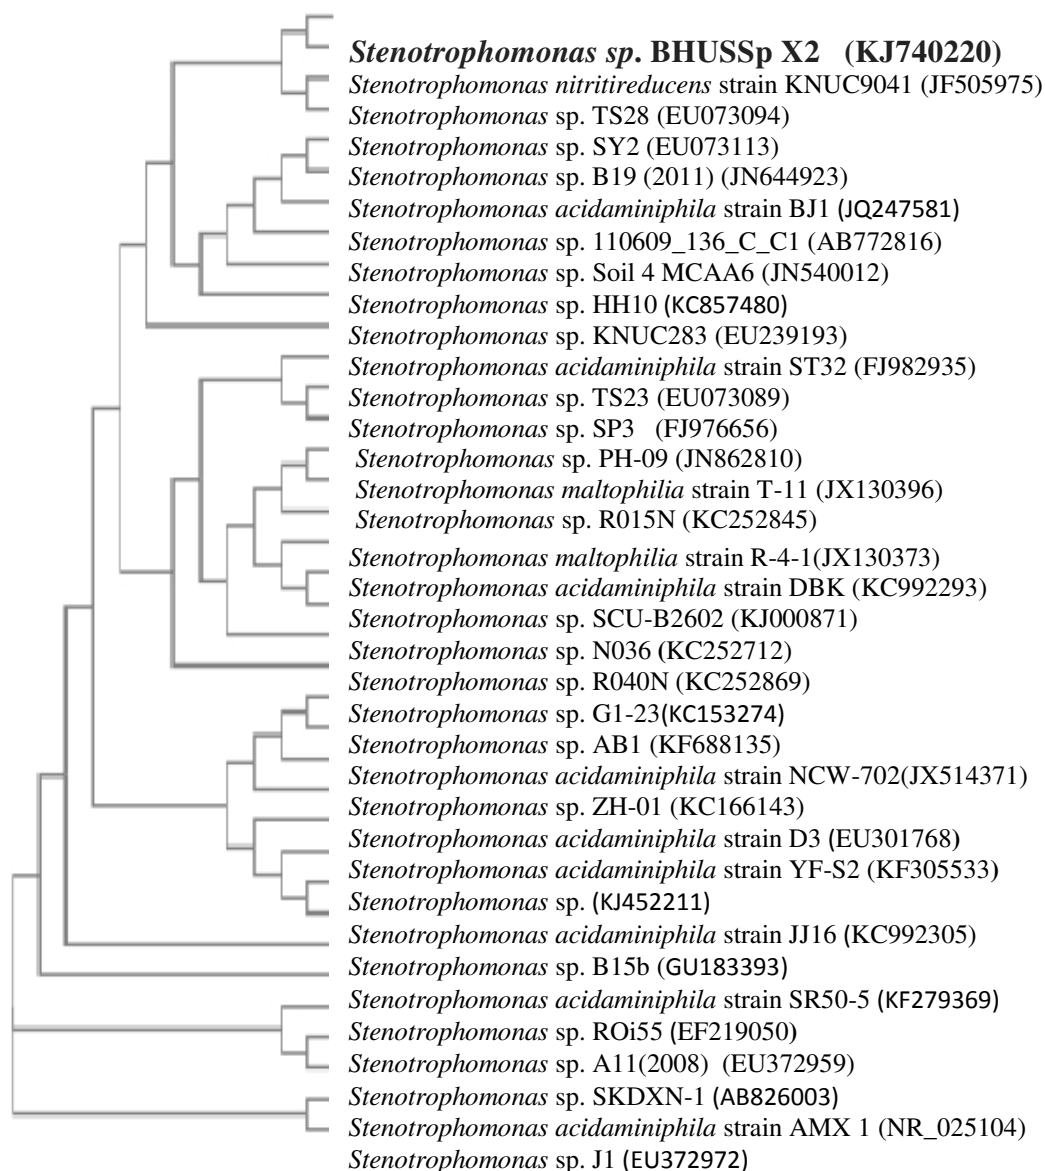 Stenotrophomonas sp. BHUSSp X2 (KJ740220)
Stenotrophomonas nitritireducens strain KNUC9041 (JF505975)
Stenotrophomonas sp. TS28 (EU073094)
Stenotrophomonas sp. SY2 (EU073113)
Stenotrophomonas sp. B19 (2011) (JN644923)
Stenotrophomonas acidaminiphila strain BJ1 (JQ247581)
Stenotrophomonas sp. 110609_136_C_C1 (AB772816)
Stenotrophomonas sp. Soil 4 MCAA6 (JN540012)
Stenotrophomonas sp. HH10 (KC857480)
Stenotrophomonas sp. KNUC283 (EU239193)
Stenotrophomonas acidaminiphila strain ST32 (FJ982935)
Stenotrophomonas sp. TS23 (EU073089)
Stenotrophomonas sp. SP3 (FJ976656)
Stenotrophomonas sp. PH-09 (JN862810)
Stenotrophomonas maltophilia strain T-11 (JX130396)
Stenotrophomonas sp. R015N (KC252845)
Stenotrophomonas maltophilia strain R-4-1(JX130373)
Stenotrophomonas acidaminiphila strain DBK (KC992293)
Stenotrophomonas sp. SCU-B2602 (KJ000871)
Stenotrophomonas sp. N036 (KC252712)
Stenotrophomonas sp. R040N (KC252869)
Stenotrophomonas sp. G1-23(KC153274)
Stenotrophomonas sp. AB1 (KF688135)
Stenotrophomonas acidaminiphila strain NCW-702(JX514371)
Stenotrophomonas sp. ZH-01 (KC166143)
Stenotrophomonas acidaminiphila strain D3 (EU301768)
Stenotrophomonas acidaminiphila strain YF-S2 (KF305533)
Stenotrophomonas sp. (KJ452211)
Stenotrophomonas acidaminiphila strain JJ16 (KC992305)
Stenotrophomonas sp. B15b (GU183393)
Stenotrophomonas acidaminiphila strain SR50-5 (KF279369)
Stenotrophomonas sp. ROi55 (EF219050)
Stenotrophomonas sp. A11(2008) (EU372959)
Stenotrophomonas sp. SKDXN-1 (AB826003)
Stenotrophomonas acidaminiphila strain AMX 1 (NR_025104)
Stenotrophomonas sp. J1 (EU372972)